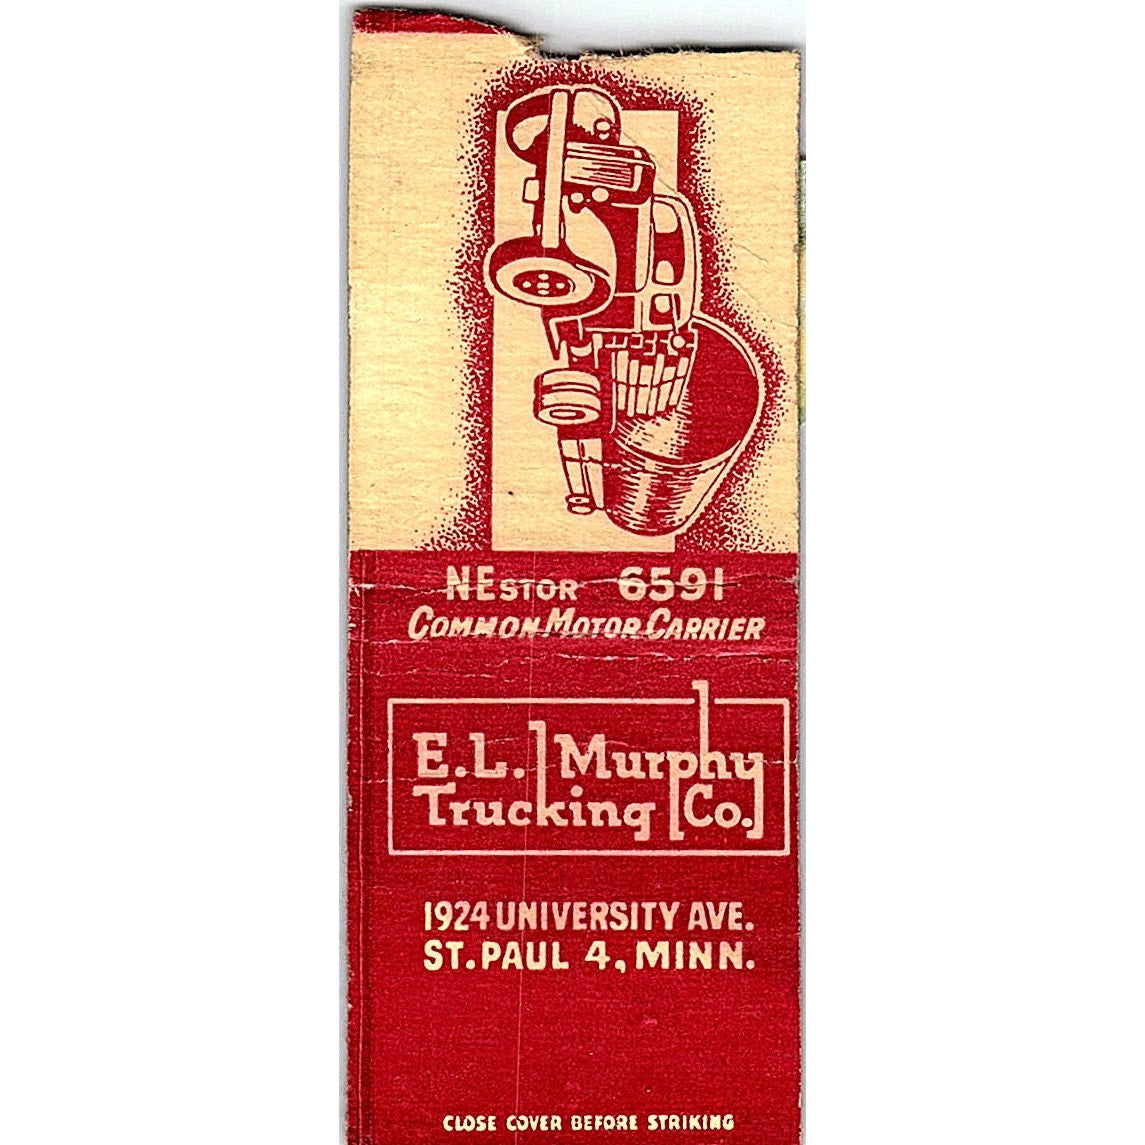 NESTOR 6591
COMMON MOTOR CARRIER
E.L. Murphy
Trucking Co.
1924 UNIVERSITY AVE.
ST. PAUL 4, MINN.
CLOSE COVER BEFORE STRIKING